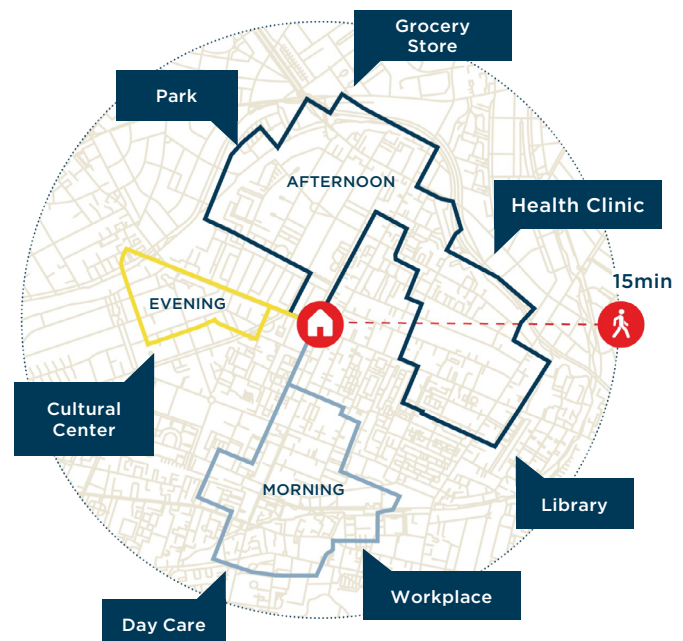 Grocery
Store
Park
AFTERNOON
Health Clinic
15min
EVENING
Cultural
Center
MORNING
Library
Workplace
Day Care